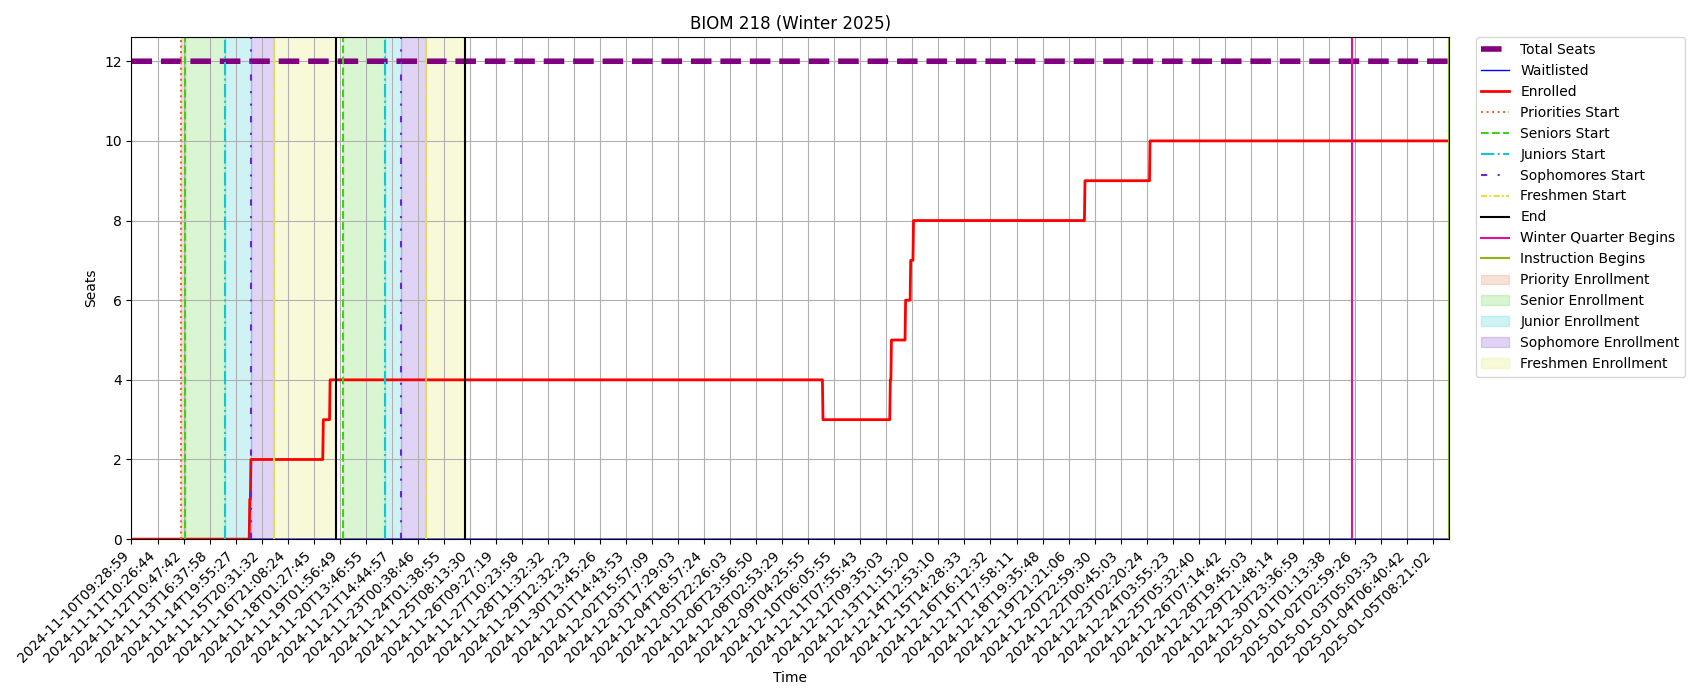 BIOM 218 (Winter 2025)
12
10
8
6
4
2
0
Seats
2024-11-10T09:28:59
2024-11-11T10:26:44
2024-11-12T10:47:42
2024-11-13T16:37:58
2024-11-14T19:55:27
2024-11-15T20:31:32
2024-11-16T21:08:24
2024-11-18T01:27:45
2024-11-19T01:56:49
2024-11-20T13:46:55
2024-11-21T14:44:57
2024-11-23T00:38:46
2024-11-24T01:38:55
2024-11-25T08:13:30
2024-11-26T09:27:19
2024-11-27T10:23:58
2024-11-28T11:32:32
2024-11-29T12:32:23
2024-11-30T13:45:26
2024-12-01T14:43:53
2024-12-02T15:57:09
2024-12-03T17:29:03
2024-12-04T18:57:24
2024-12-05T22:26:03
2024-12-06T23:56:50
2024-12-08T02:53:29
2024-12-09T04:25:55
2024-12-10T06:05:55
2024-12-11T07:55:43
2024-12-12T09:35:03
2024-12-13T11:15:20
2024-12-14T12:53:10
2024-12-15T14:28:33
2024-12-16T16:12:32
2024-12-17T17:58:11
2024-12-18T19:35:48
2024-12-19T21:21:06
2024-12-20T22:59:30
2024-12-22T00:45:03
2024-12-23T02:20:24
2024-12-24T03:55:23
2024-12-25T05:32:40
2024-12-26T07:14:42
2024-12-28T19:45:03
2024-12-29T21:48:14
2024-12-30T23:36:59
2025-01-01T01:13:38
2025-01-02T02:59:26
2025-01-03T05:03:33
2025-01-04T06:40:42
2025-01-05T08:21:02
Time
Total Seats
Waitlisted
Enrolled
Priorities Start
Seniors Start
Juniors Start
Sophomores Start
Freshmen Start
End
Winter Quarter Begins
Instruction Begins
Priority Enrollment
Senior Enrollment
Junior Enrollment
Sophomore Enrollment
Freshmen Enrollment